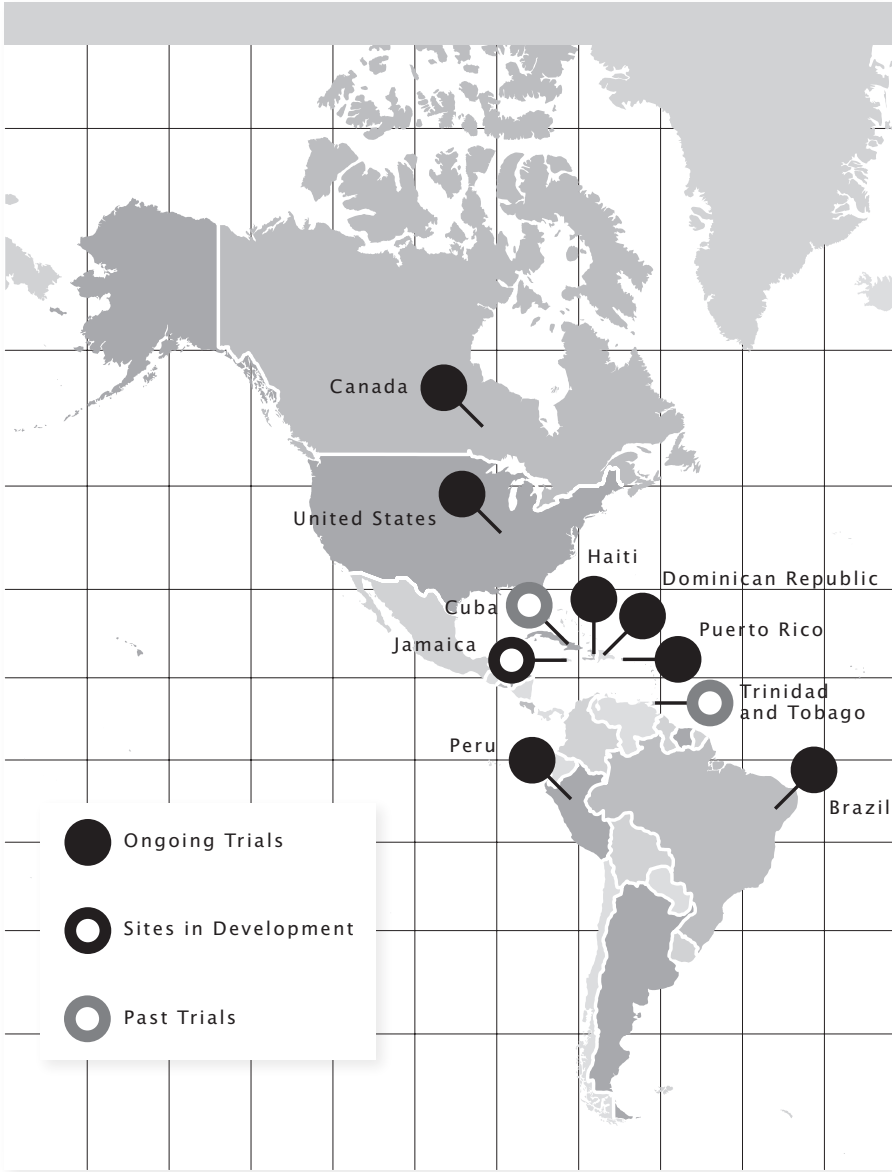 Canada
United States
Haiti
Dominican Republic
Cuba
Puerto Rico
Jamaica
Trinidad
and Tobago
Peru
Brazil
Ongoing Trials
Sites in Development
Past Trials